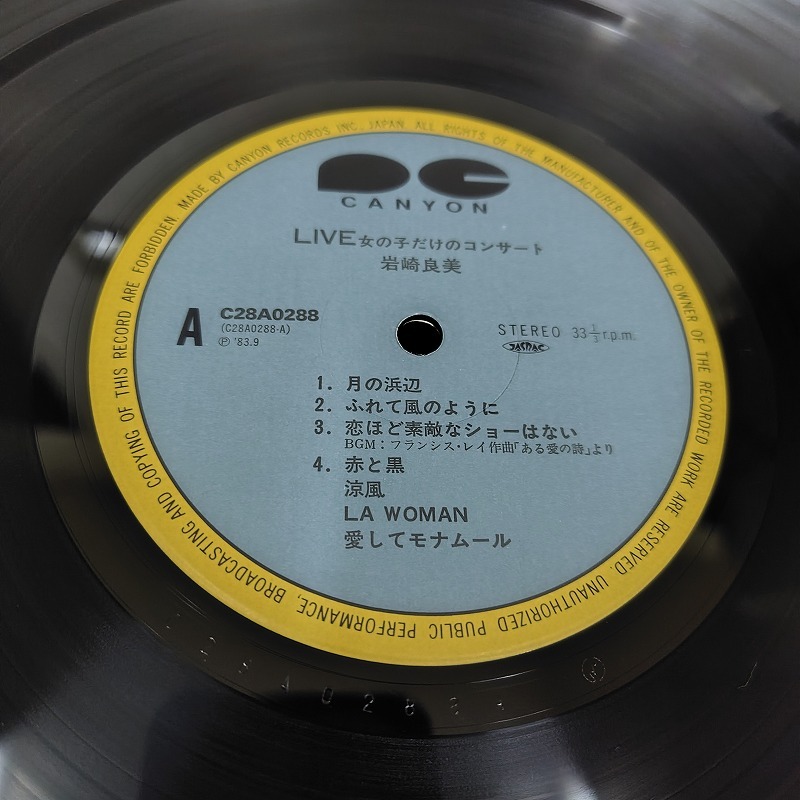 MADE BY CANYON RECORDS INC. JAPAN. ALL RIGHTS OF THE MANUFACTURER AND OF THE OWNER OF THE RECORDED WORK ARE RESERVED. UNAUTHORIZED PUBLIC PERFORMANCE, BROADCASTING AND COPYING OF THIS RECORD ARE FORBIDDEN.
CANYON
LIVE女の子だけのコンサート
岩崎良美
A
C28A0288
(C28A0288-A)
Ⓟ '83.9
STEREO 33⅓r.p.m.
JASRAC
1. 月の浜辺
2. ふれて風のように
3. 恋ほど素敵なショーはない
BGM：フランシス・レイ作曲「ある愛の詩」より
4. 赤と黒
涼風
LA WOMAN
愛してモナムール